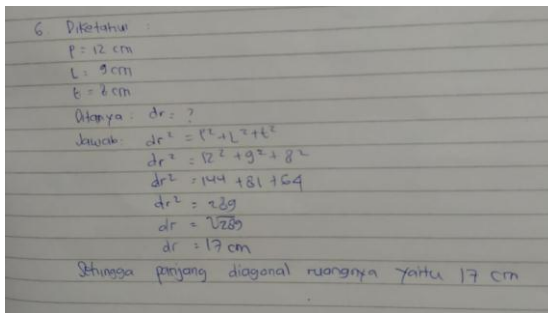 6. Diketahui :
P = 12 cm
L = 9 cm
t = 8 cm
Ditanya : dr = ?
Jawab: dr² = P² + L² + t²
dr² = 12² + 9² + 8²
dr² = 144 + 81 + 64
dr² = 289
dr = √289
dr = 17 cm
Sehingga panjang diagonal ruangnya yaitu 17 cm